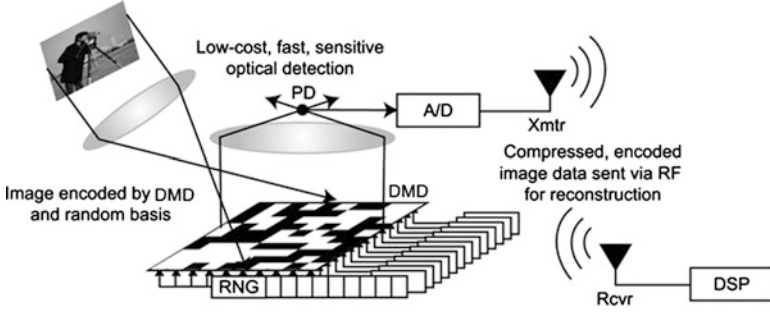 Low-cost, fast, sensitive
optical detection
PD
A/D
Xmtr
Compressed, encoded
image data sent via RF
for reconstruction
Image encoded by DMD
and random basis
DMD
RNG
Rcvr
DSP